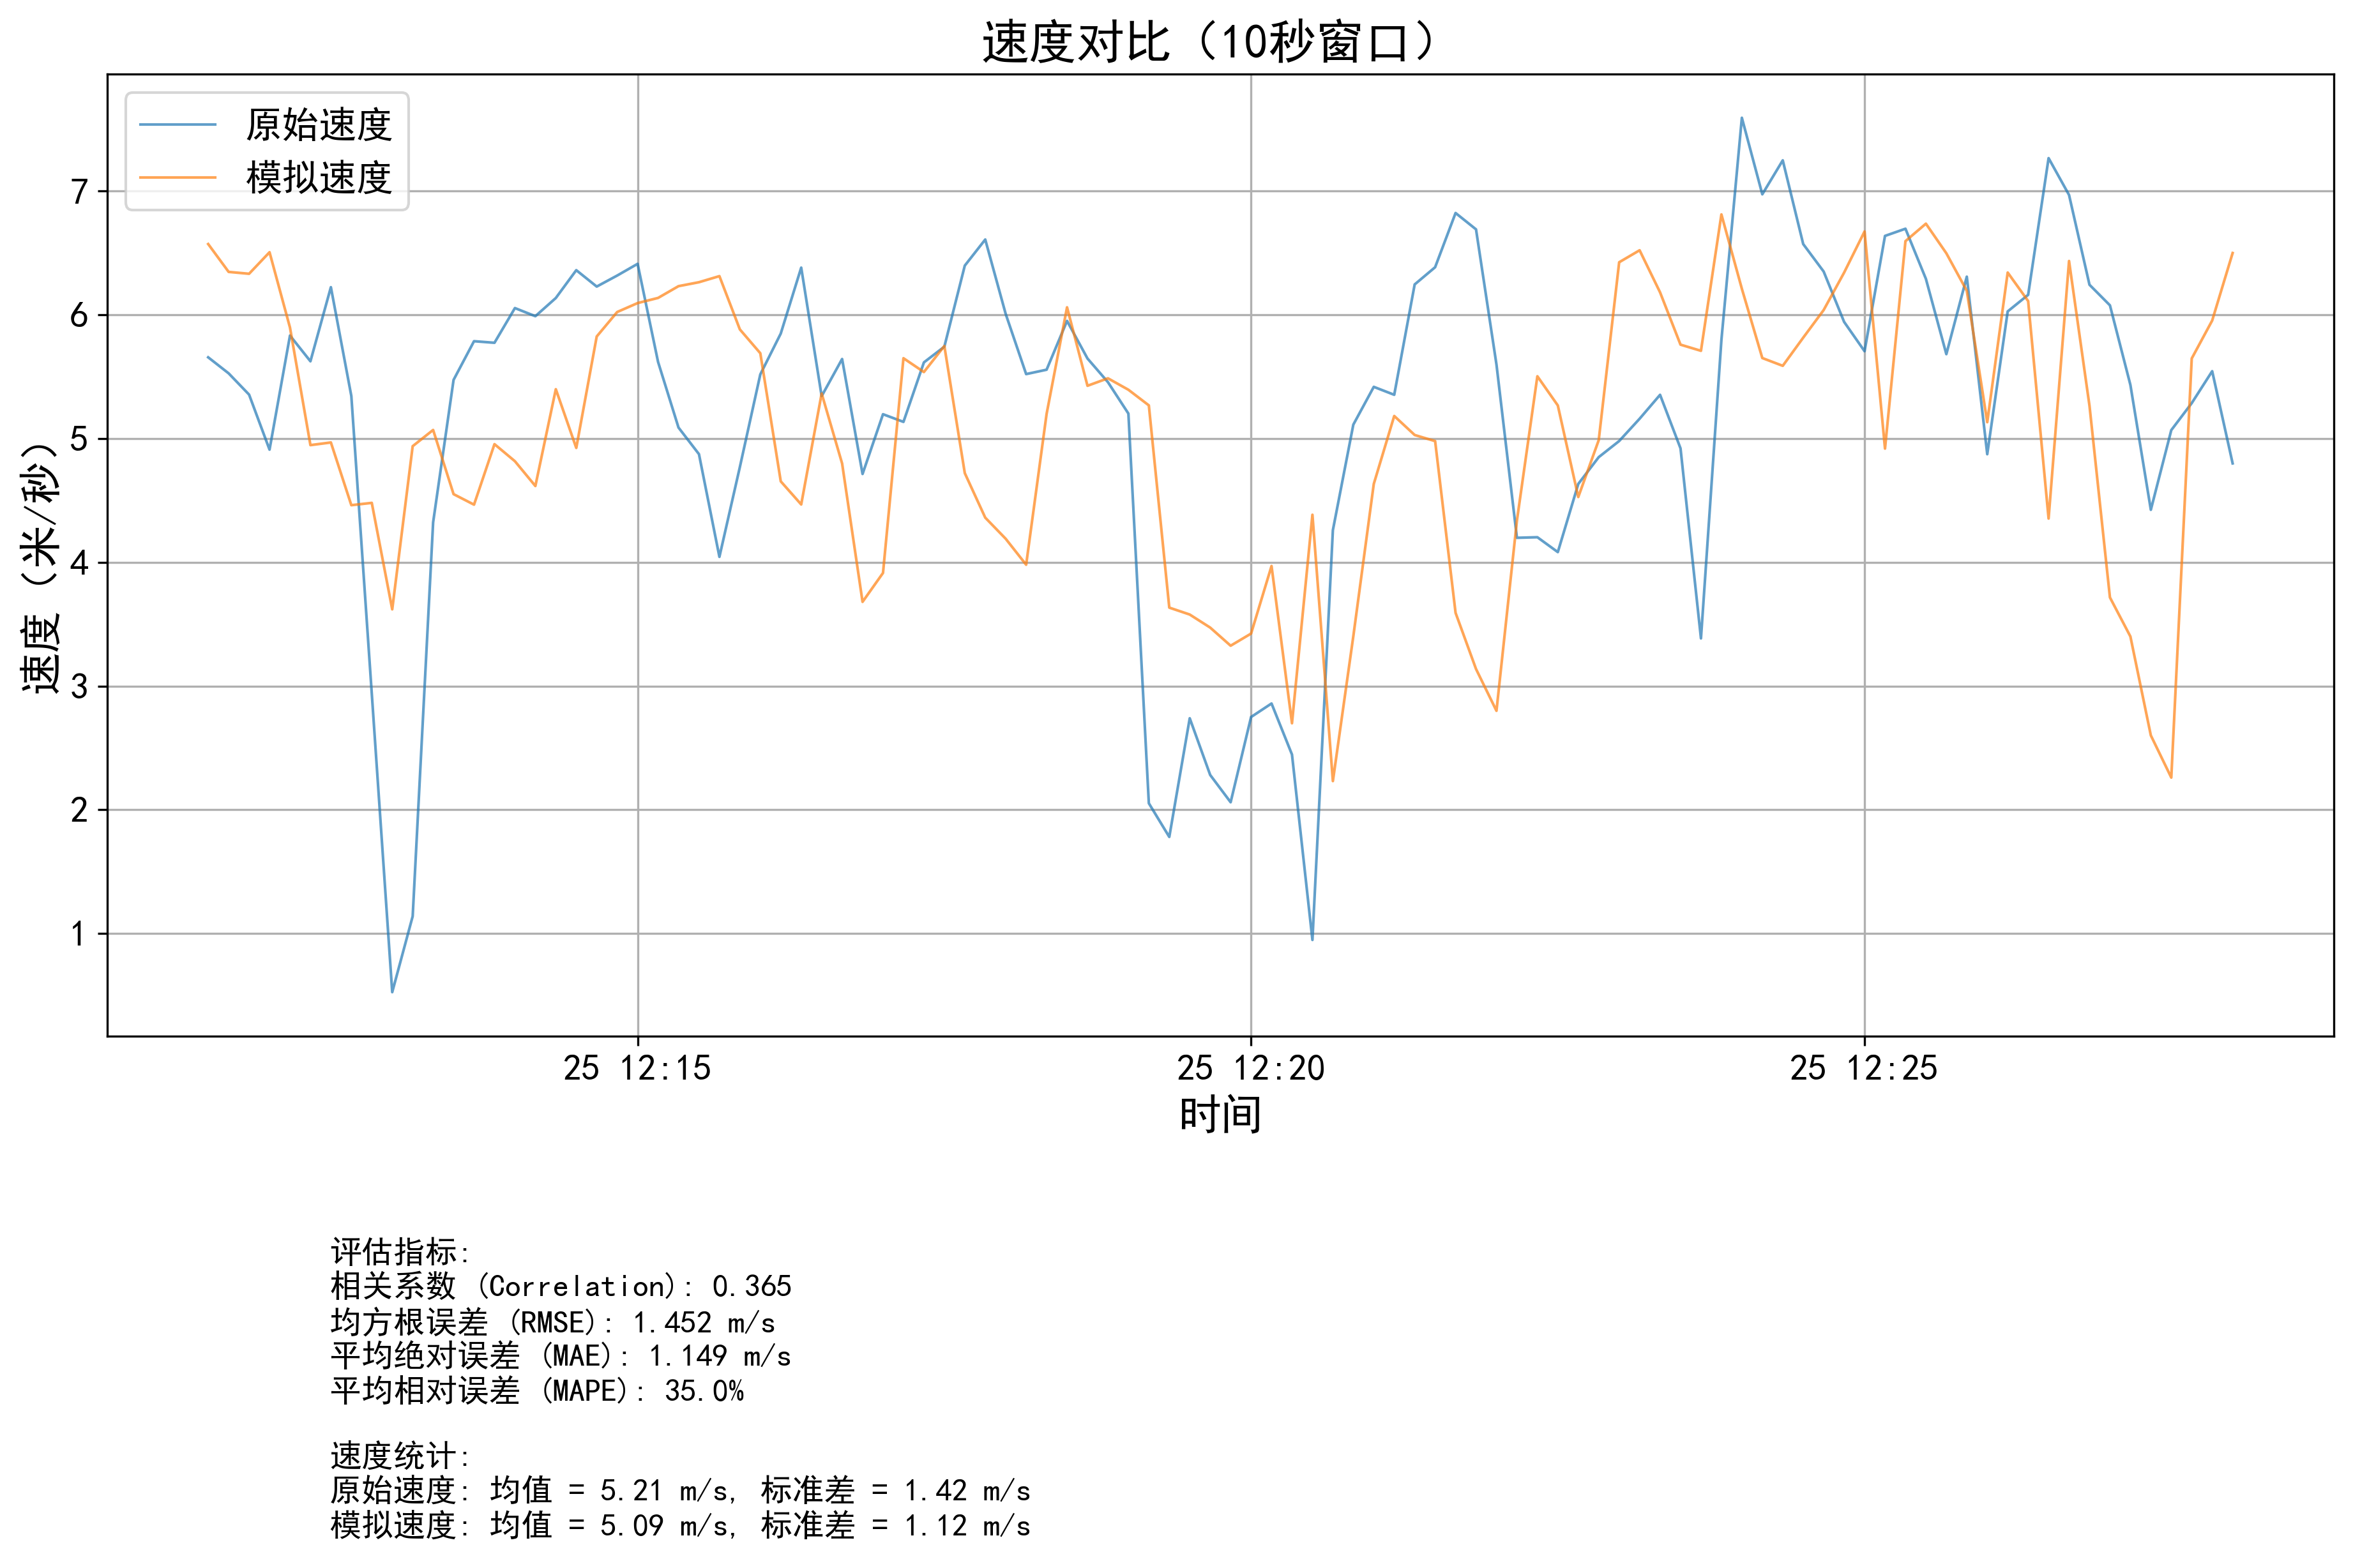 速度对比（10秒窗口）
原始速度
模拟速度
7
6
5
4
3
2
1
速度（米/秒）
25 12:15
25 12:20
25 12:25
时间
评估指标:
相关系数 (Correlation): 0.365
均方根误差 (RMSE): 1.452 m/s
平均绝对误差 (MAE): 1.149 m/s
平均相对误差 (MAPE): 35.0%
速度统计:
原始速度: 均值 = 5.21 m/s, 标准差 = 1.42 m/s
模拟速度: 均值 = 5.09 m/s, 标准差 = 1.12 m/s